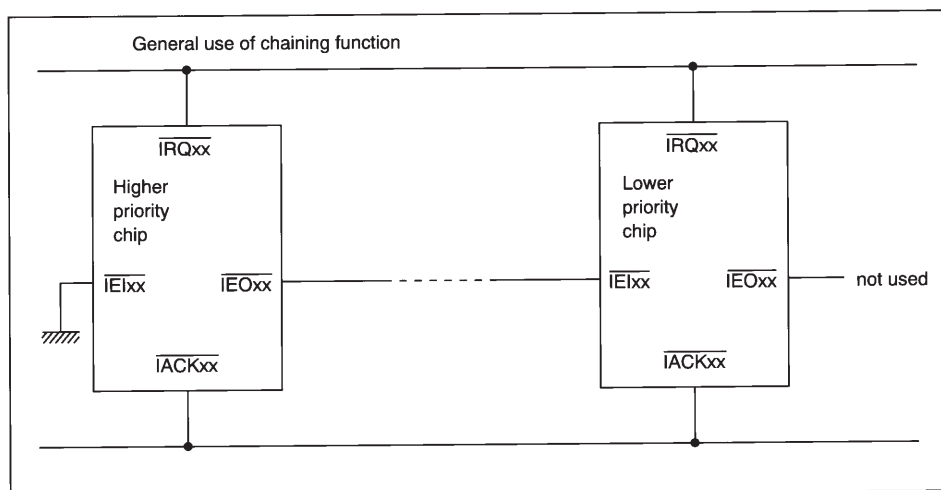 General use of chaining function
IRQxx
Higher
priority
chip
IEIxx
IEOxx
IACKxx
IRQxx
Lower
priority
chip
IEIxx
IEOxx
not used
IACKxx